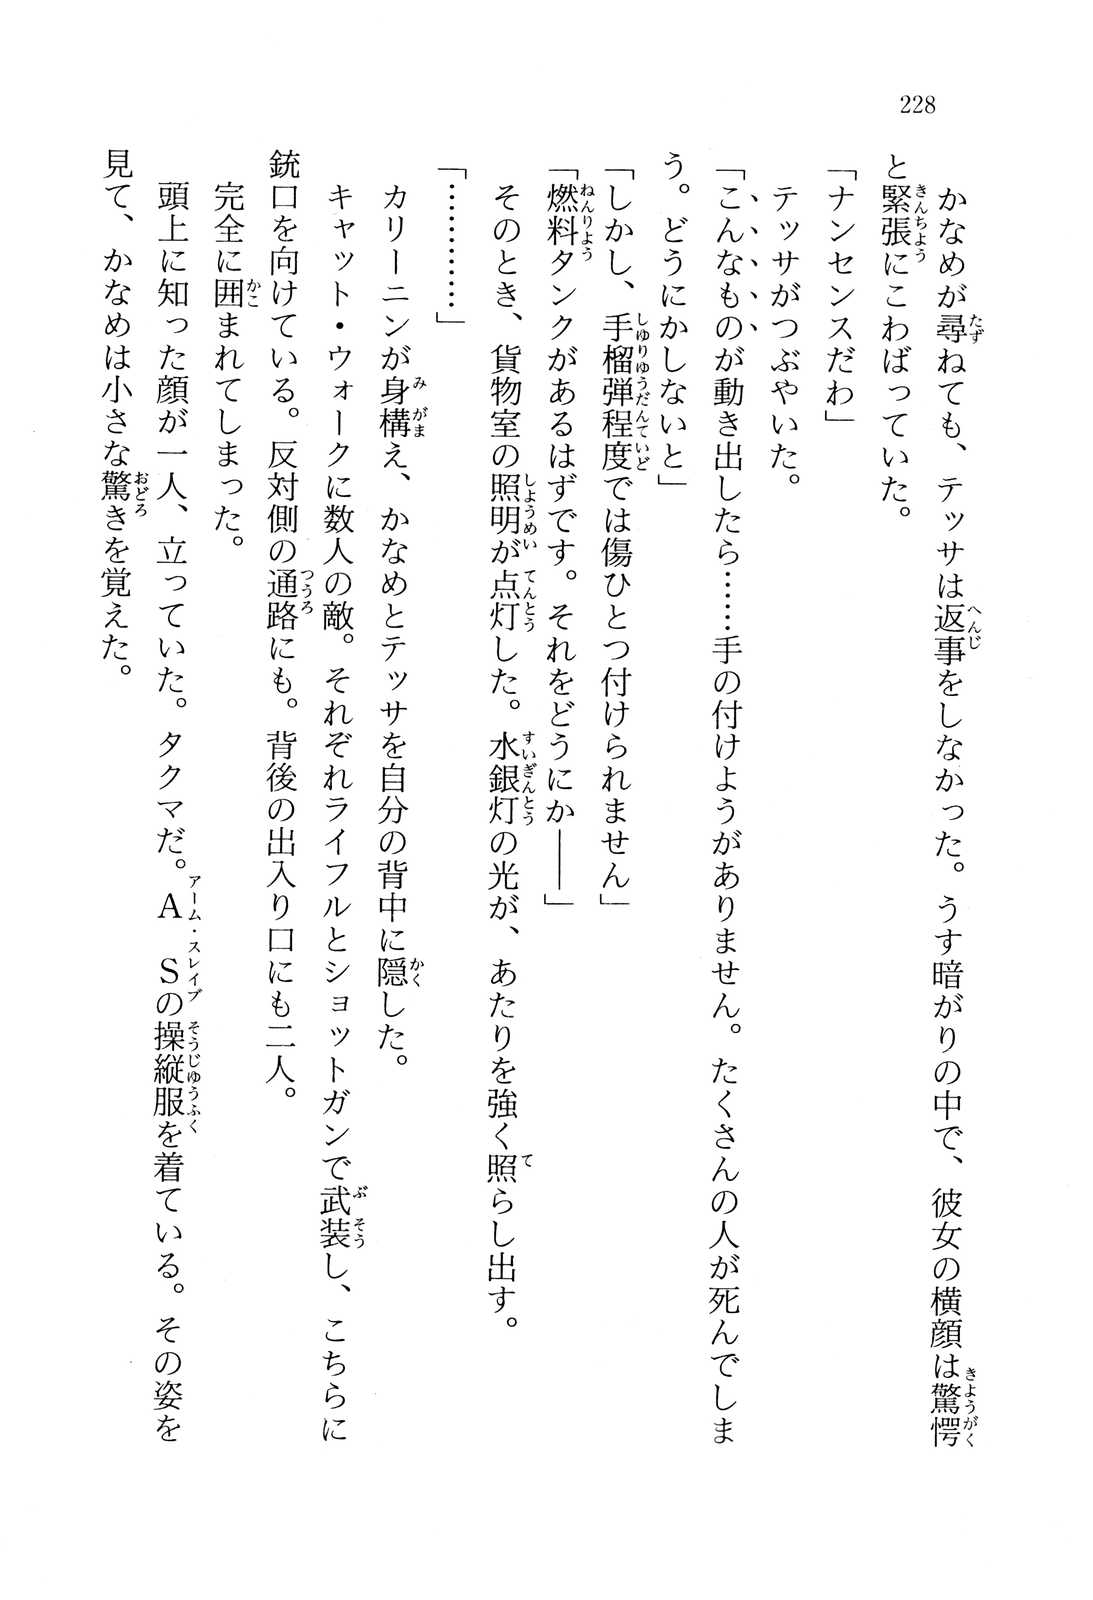 228
かなめが尋ねても、テッサは返事をしなかった。うす暗がりの中で、彼女の横顔は驚愕
と緊張にこわばっていた。
「ナンセンスだわ」
テッサがつぶやいた。
「こんなものが動き出したら……手の付けようがありません。たくさんの人が死んでしま
う。どうにかしないと」
「しかし、手榴弾程度では傷ひとつ付けられません」
「燃料タンクがあるはずです。それをどうにか――」
そのとき、貨物室の照明が点灯した。水銀灯の光が、あたりを強く照らし出す。
「…………」
カリーニンが身構え、かなめとテッサを自分の背中に隠した。
キャット・ウォークに数人の敵。それぞれライフルとショットガンで武装し、こちらに
銃口を向けている。反対側の通路にも。背後の出入り口にも二人。
完全に囲まれてしまった。
頭上に知った顔が一人、立っていた。タクマだ。ＡＳの操縦服を着ている。その姿を
見て、かなめは小さな驚きを覚えた。